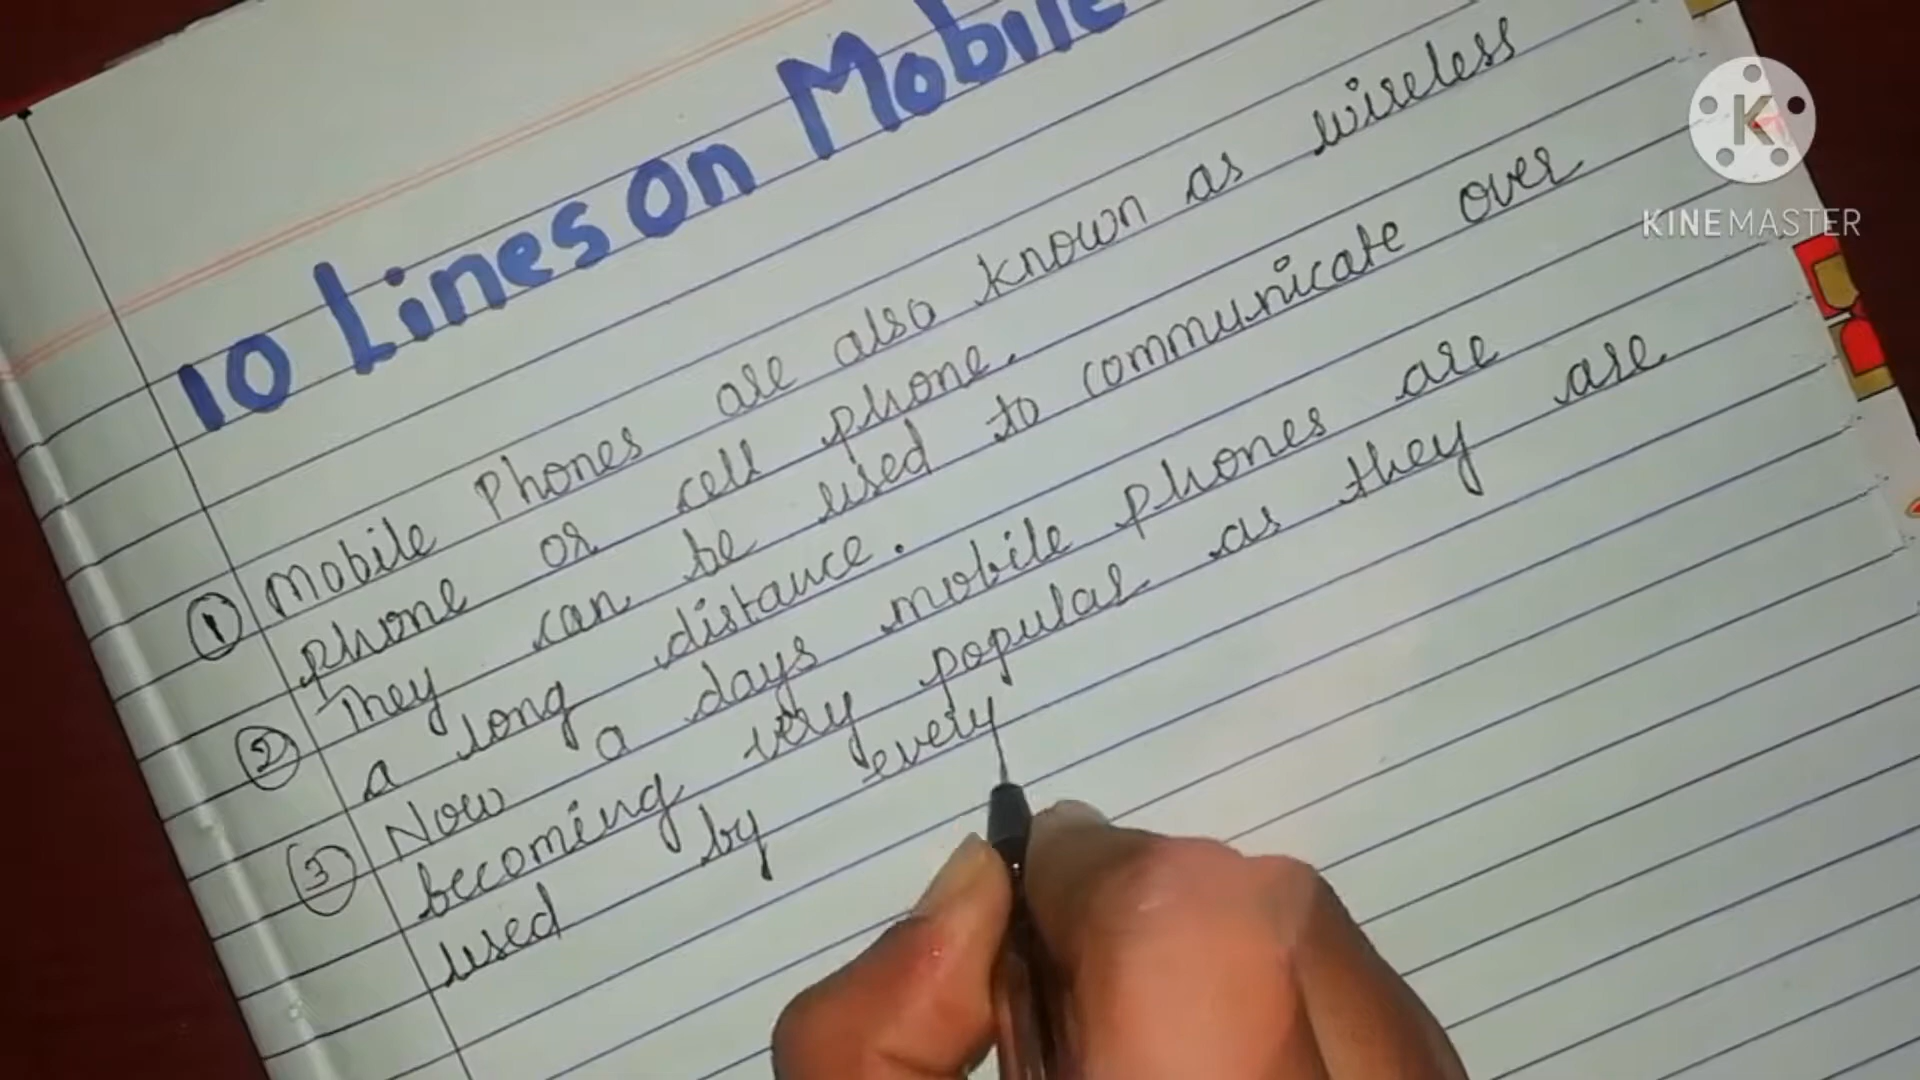 10 Lines on Mobile
① Mobile Phones are also known as wireless
phone or cell phone.
② They can be used to communicate over
a long distance.
③ Now a days mobile phones are
becoming very popular as they are
used by every
K
KINEMASTER